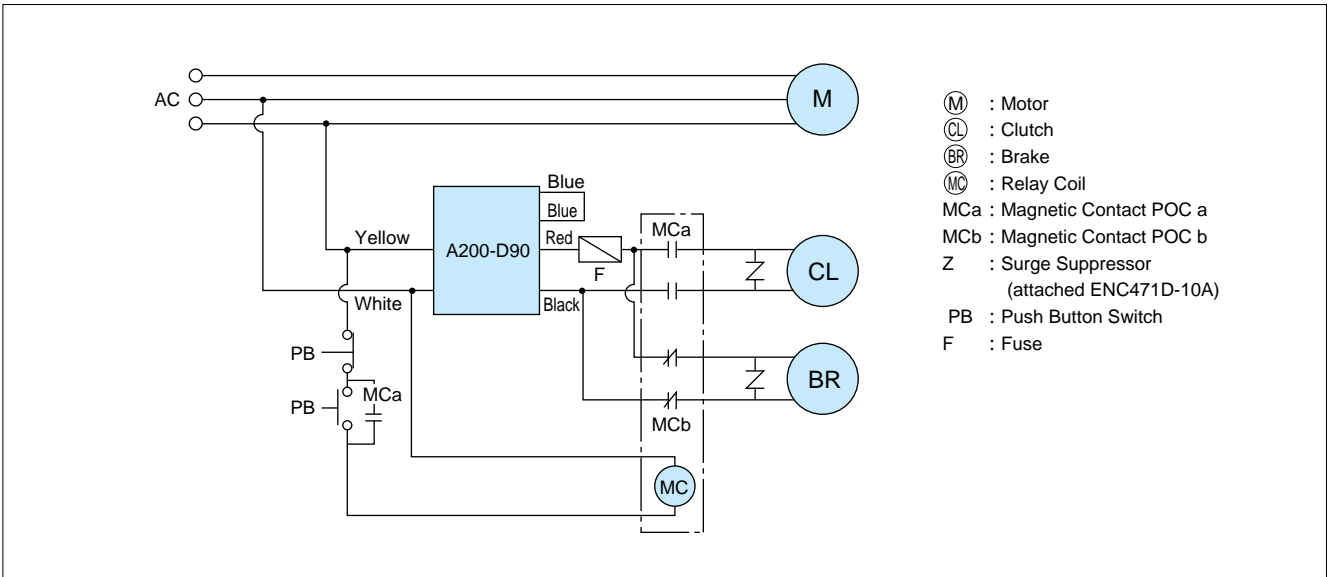 AC
M
Blue
Blue
Yellow
A200-D90
Red
F
White
Black
MCa
CL
PB
PB
MCa
BR
MCb
MC
M : Motor
CL : Clutch
BR : Brake
MC : Relay Coil
MCa : Magnetic Contact POC a
MCb : Magnetic Contact POC b
Z : Surge Suppressor
(attached ENC471D-10A)
PB : Push Button Switch
F : Fuse